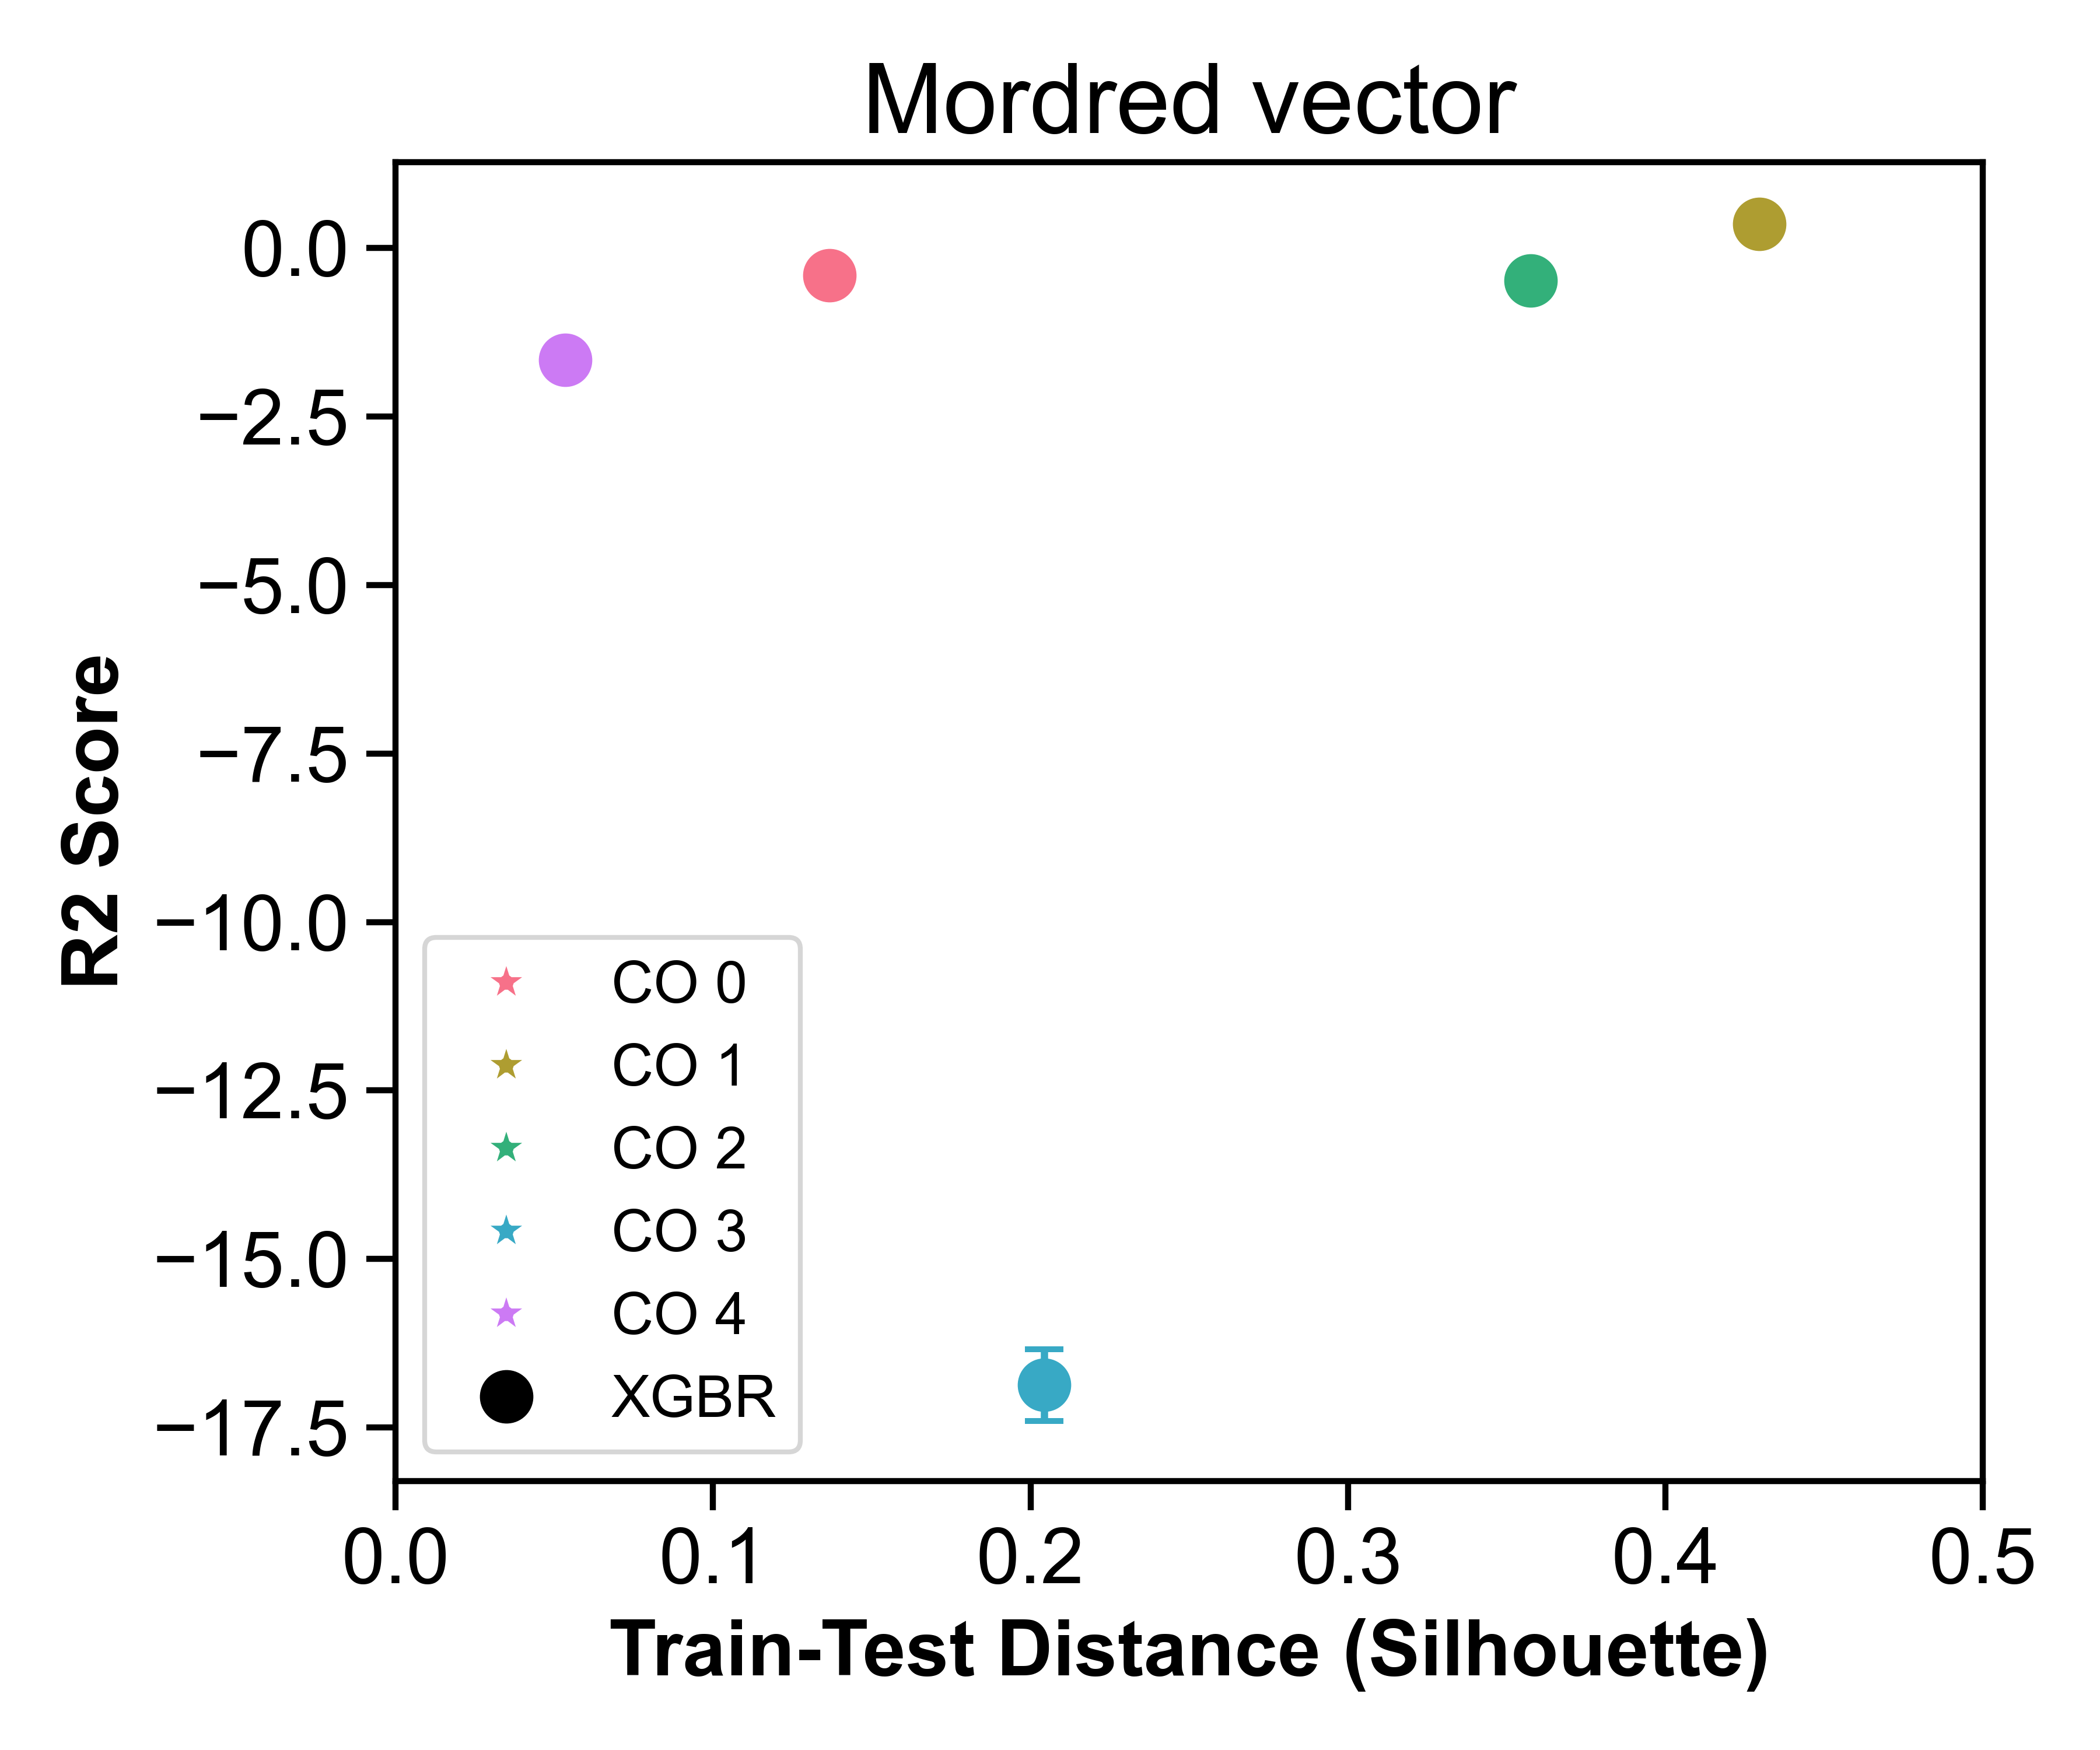 Mordred vector
R2 Score
0.0
−2.5
−5.0
−7.5
−10.0
−12.5
−15.0
−17.5
CO 0
CO 1
CO 2
CO 3
CO 4
XGBR
0.0 0.1 0.2 0.3 0.4 0.5
Train-Test Distance (Silhouette)